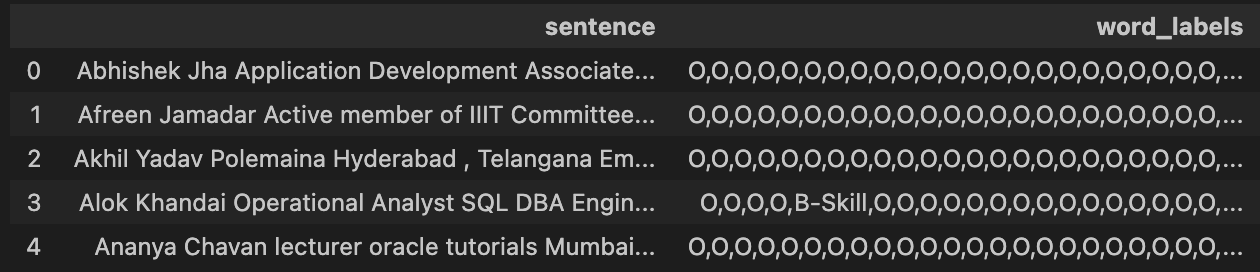 sentence word_labels
0 Abhishek Jha Application Development Associate... O,O,O,O,O,O,O,O,O,O,O,O,O,O,O,O,O,O,O,O,O,O,O,...
1 Afreen Jamadar Active member of IIIT Committee... O,O,O,O,O,O,O,O,O,O,O,O,O,O,O,O,O,O,O,O,O,O,O,...
2 Akhil Yadav Polemaina Hyderabad , Telangana Em... O,O,O,O,O,O,O,O,O,O,O,O,O,O,O,O,O,O,O,O,O,O,O,...
3 Alok Khandai Operational Analyst SQL DBA Engin... O,O,O,O,B-Skill,O,O,O,O,O,O,O,O,O,O,O,O,O,O,O,...
4 Ananya Chavan lecturer oracle tutorials Mumbai... O,O,O,O,O,O,O,O,O,O,O,O,O,O,O,O,O,O,O,O,O,O,O,...